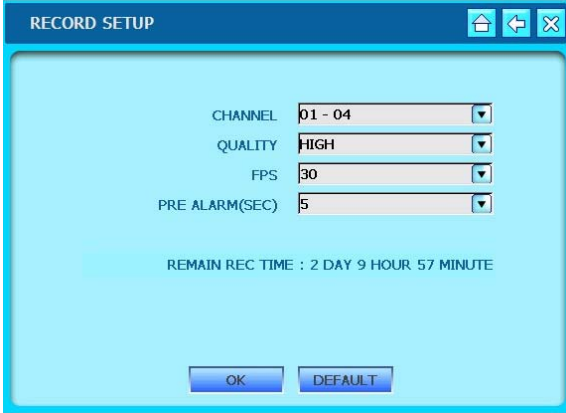 RECORD SETUP
CHANNEL 01 - 04
QUALITY HIGH
FPS 30
PRE ALARM(SEC) 5
REMAIN REC TIME : 2 DAY 9 HOUR 57 MINUTE
OK DEFAULT